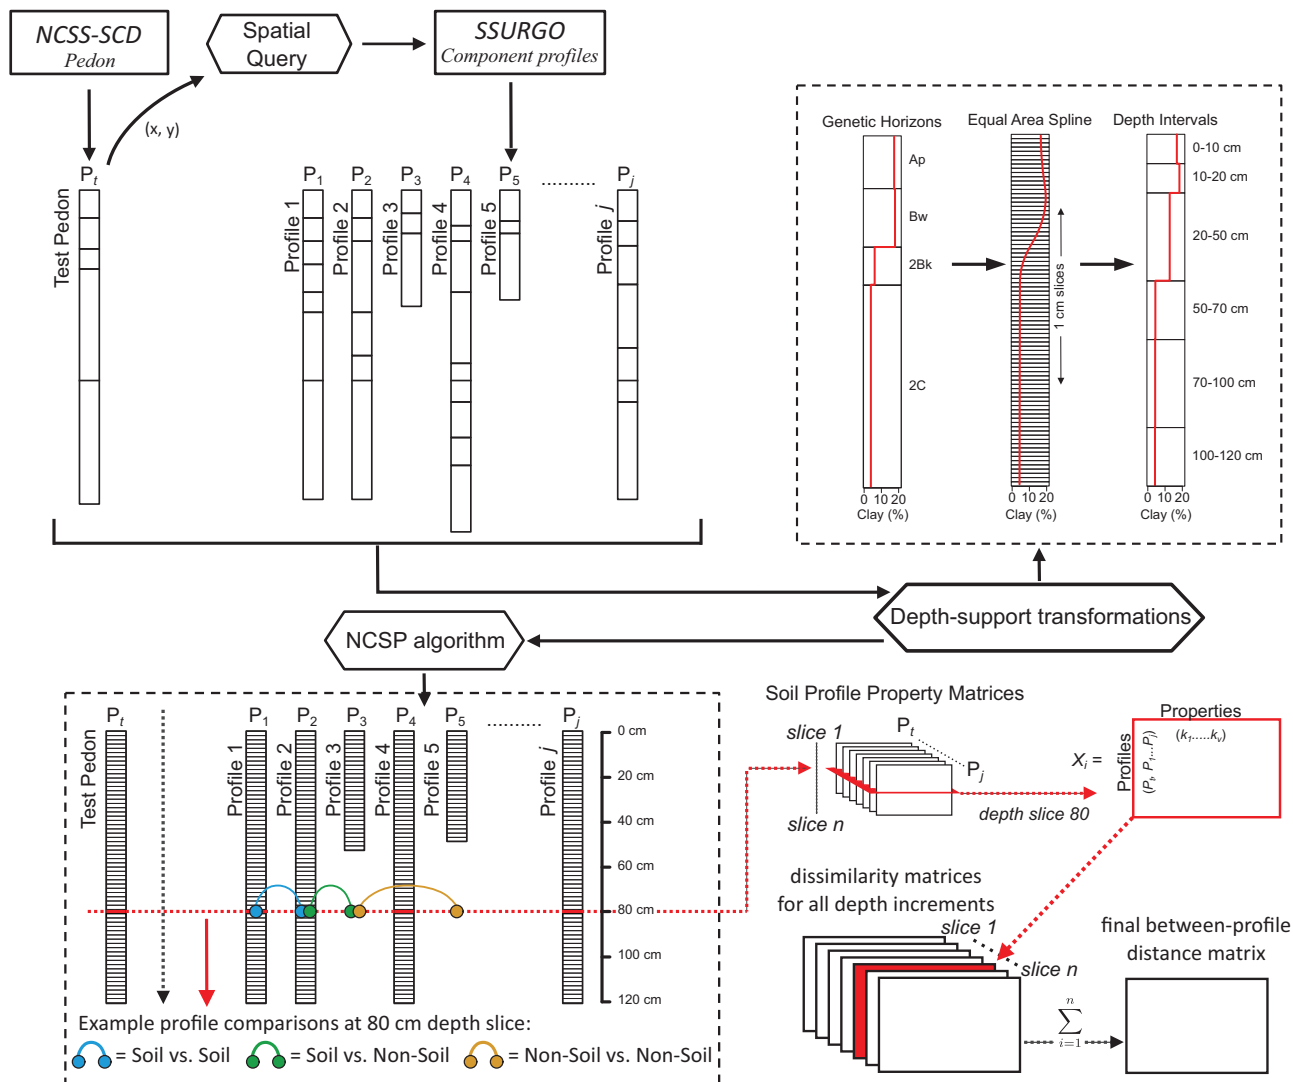 NCSS-SCD
Pedon
Spatial
Query
SSURGO
Component profiles
(x, y)
Pt
Test Pedon
P1
Profile 1
P2
Profile 2
P3
Profile 3
P4
Profile 4
P5
Profile 5
..........
Pj
Profile j
Genetic Horizons
Equal Area Spline
Depth Intervals
Ap
Bw
2Bk
2C
1 cm slices
0-10 cm
10-20 cm
20-50 cm
50-70 cm
70-100 cm
100-120 cm
0 10 20
Clay (%)
0 10 20
Clay (%)
0 10 20
Clay (%)
Depth-support transformations
NCSP algorithm
Pt
Test Pedon
P1
Profile 1
P2
Profile 2
P3
Profile 3
P4
Profile 4
P5
Profile 5
..........
Pj
Profile j
0 cm
20 cm
40 cm
60 cm
80 cm
100 cm
120 cm
Example profile comparisons at 80 cm depth slice:
= Soil vs. Soil
= Soil vs. Non-Soil
= Non-Soil vs. Non-Soil
Soil Profile Property Matrices
slice 1
slice n
Pt
Pj
depth slice 80
Xi =
Properties
(k1.....kv)
Profiles
(Pt, P1...Pj)
dissimilarity matrices
for all depth increments
slice 1
slice n
n
∑
i=1
final between-profile
distance matrix